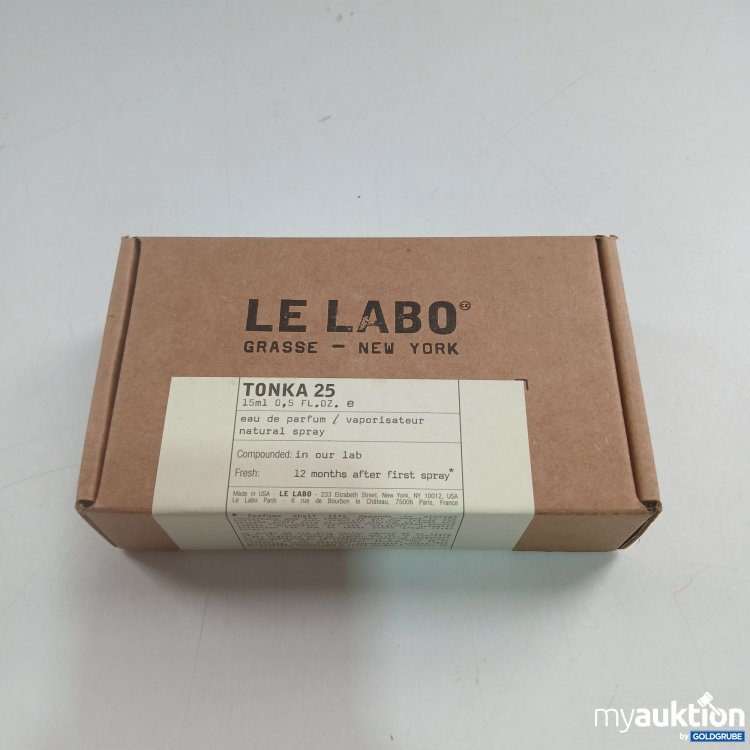 LE LABO
GRASSE - NEW YORK
TONKA 25
15ml 0,5 FL.OZ. e
eau de parfum / vaporisateur
natural spray
Compounded: in our lab
Fresh: 12 months after first spray*
Made in USA - LE LABO - 233 Elizabeth Street, New York, NY 10012, USA
Le Labo Paris - 6 rue de Bourbon le Château, 75006 Paris, France
myauktion
by GOLDGRUBE